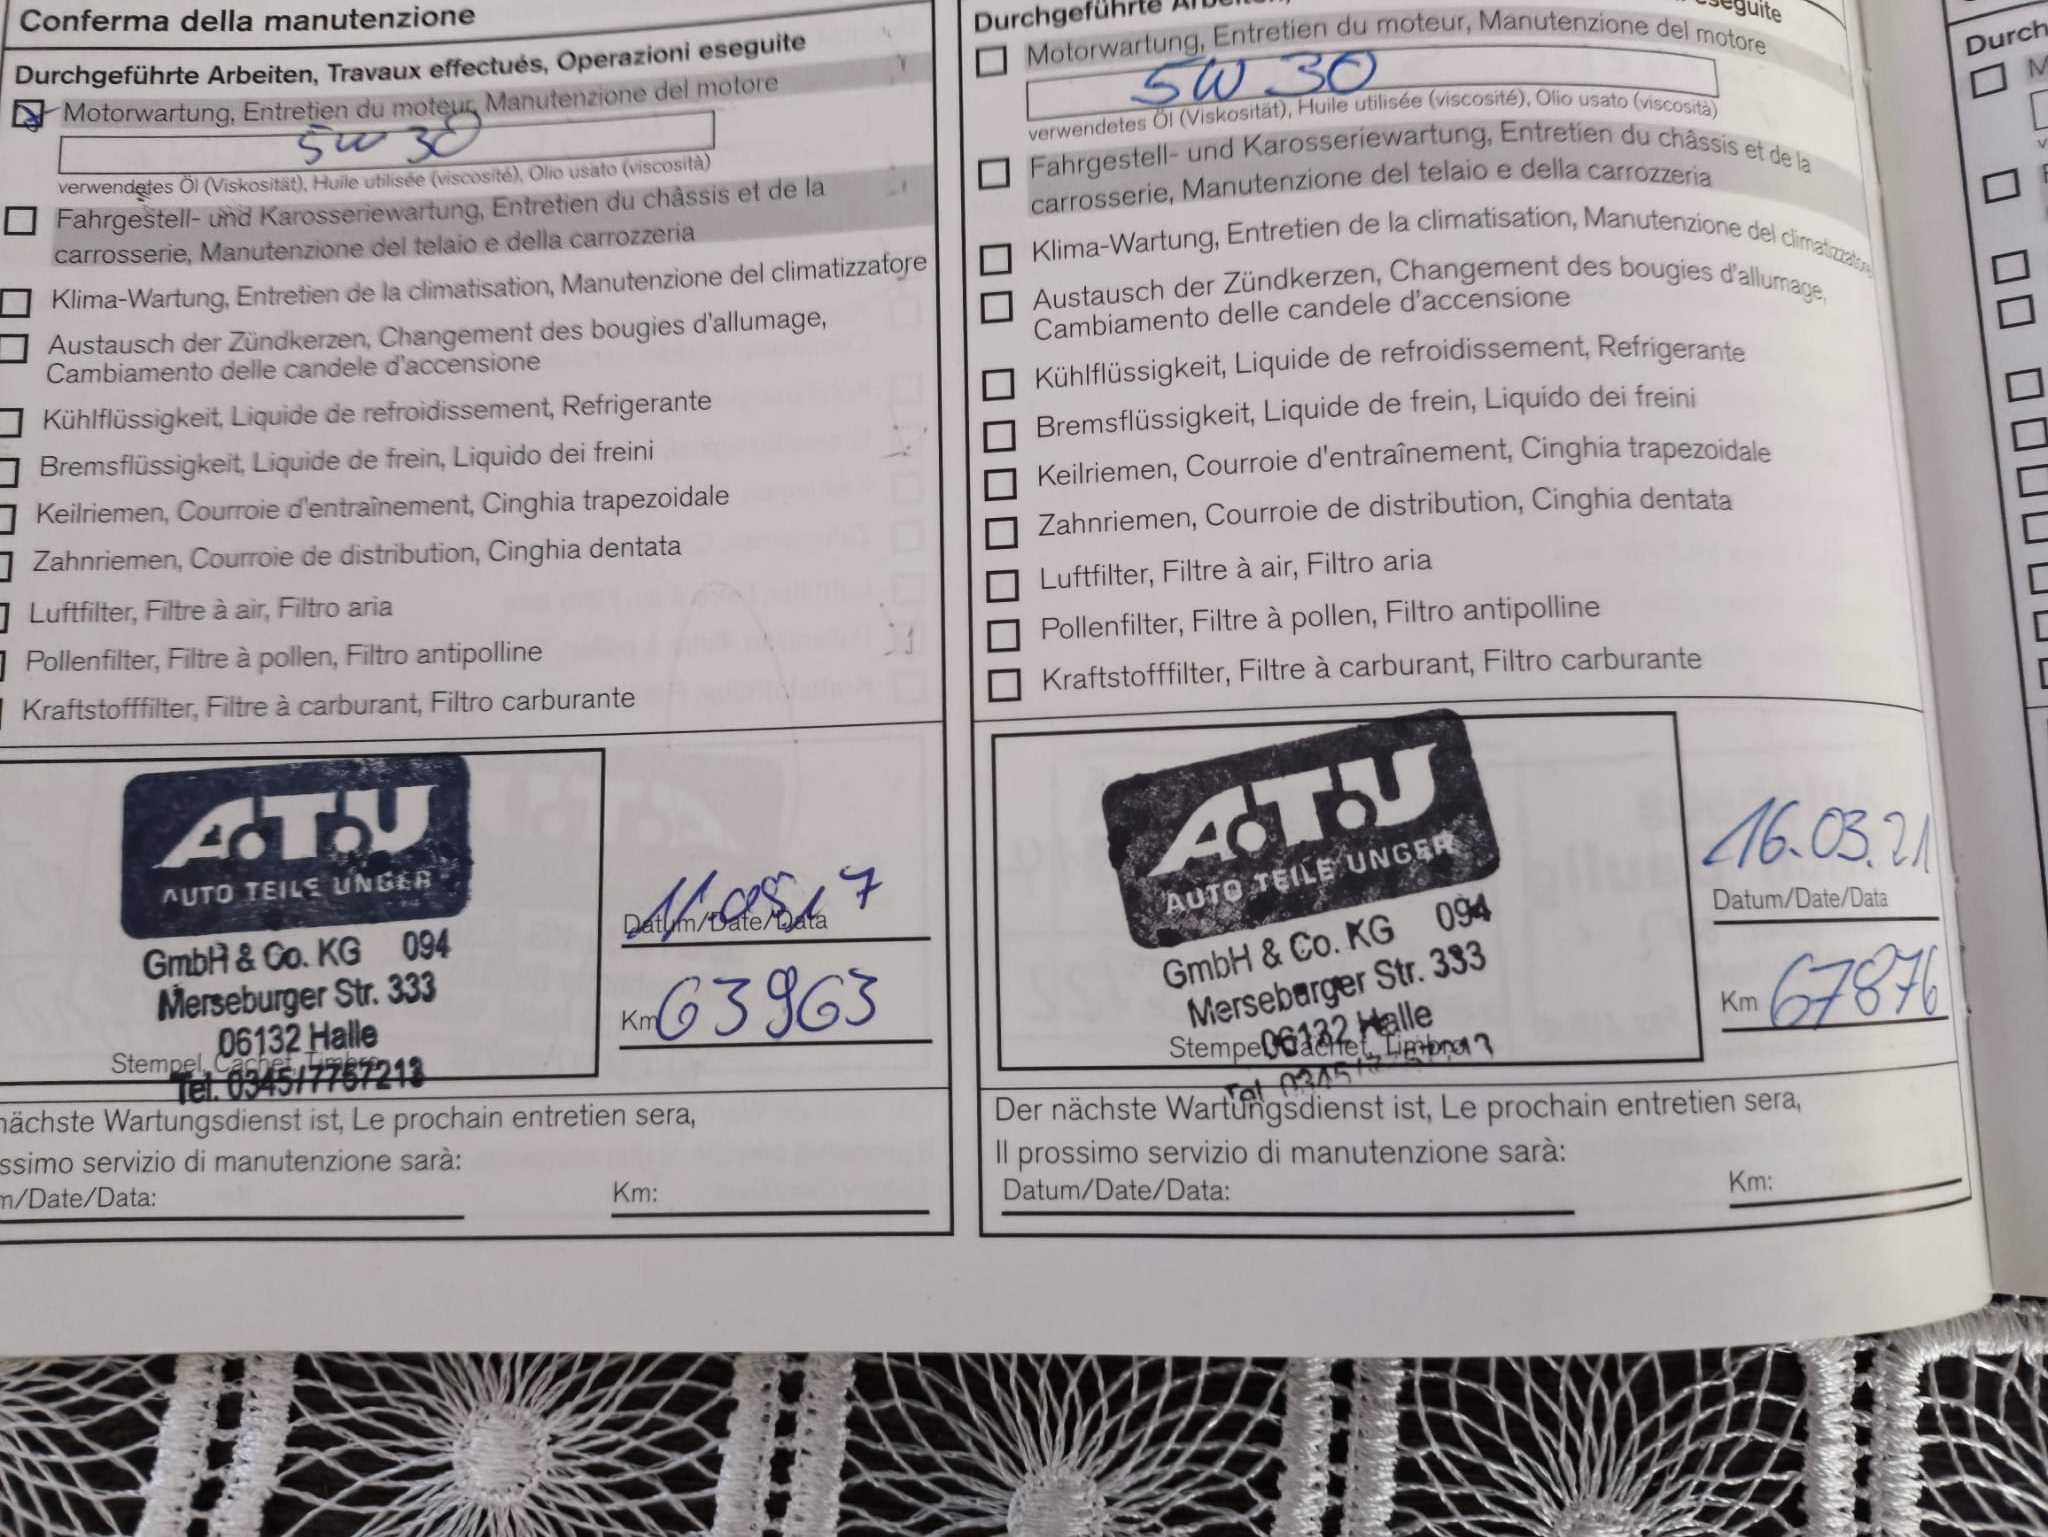 Conferma della manutenzione
Durchgeführte Arbeiten, Travaux effectués, Operazioni eseguite
Motorwartung, Entretien du moteur, Manutenzione del motore
5W30
verwendetes Öl (Viskosität), Huile utilisée (viscosité), Olio usato (viscosità)
Fahrgestell- und Karosseriewartung, Entretien du châssis et de la
carrosserie, Manutenzione del telaio e della carrozzeria
Klima-Wartung, Entretien de la climatisation, Manutenzione del climatizzatore
Austausch der Zündkerzen, Changement des bougies d'allumage,
Cambiamento delle candele d'accensione
Kühlflüssigkeit, Liquide de refroidissement, Refrigerante
Bremsflüssigkeit, Liquide de frein, Liquido dei freini
Keilriemen, Courroie d'entraînement, Cinghia trapezoidale
Zahnriemen, Courroie de distribution, Cinghia dentata
Luftfilter, Filtre à air, Filtro aria
Pollenfilter, Filtre à pollen, Filtro antipolline
Kraftstofffilter, Filtre à carburant, Filtro carburante
A.T.U
AUTO TEILE UNGER
GmbH & Co. KG 094
Merseburger Str. 333
06132 Halle
Stempel, Cachet, Timbro
Tel. 0345/7757213
Datum/Date/Data
Km 63963
nächste Wartungsdienst ist, Le prochain entretien sera,
ssimo servizio di manutenzione sarà:
m/Date/Data:
Km:
Durchgeführte Arbeiten, eseguite
Motorwartung, Entretien du moteur, Manutenzione del motore
5W30
verwendetes Öl (Viskosität), Huile utilisée (viscosité), Olio usato (viscosità)
Fahrgestell- und Karosseriewartung, Entretien du châssis et de la
carrosserie, Manutenzione del telaio e della carrozzeria
Klima-Wartung, Entretien de la climatisation, Manutenzione del climatizzatore
Austausch der Zündkerzen, Changement des bougies d'allumage,
Cambiamento delle candele d'accensione
Kühlflüssigkeit, Liquide de refroidissement, Refrigerante
Bremsflüssigkeit, Liquide de frein, Liquido dei freini
Keilriemen, Courroie d'entraînement, Cinghia trapezoidale
Zahnriemen, Courroie de distribution, Cinghia dentata
Luftfilter, Filtre à air, Filtro aria
Pollenfilter, Filtre à pollen, Filtro antipolline
Kraftstofffilter, Filtre à carburant, Filtro carburante
A.T.U
AUTO TEILE UNGER
GmbH & Co. KG 094
Merseburger Str. 333
06132 Halle
Stempel, Cachet, Timbro
16.03.21
Datum/Date/Data
Km 67876
Der nächste Wartungsdienst ist, Le prochain entretien sera,
Il prossimo servizio di manutenzione sarà:
Datum/Date/Data:
Km:
Durch